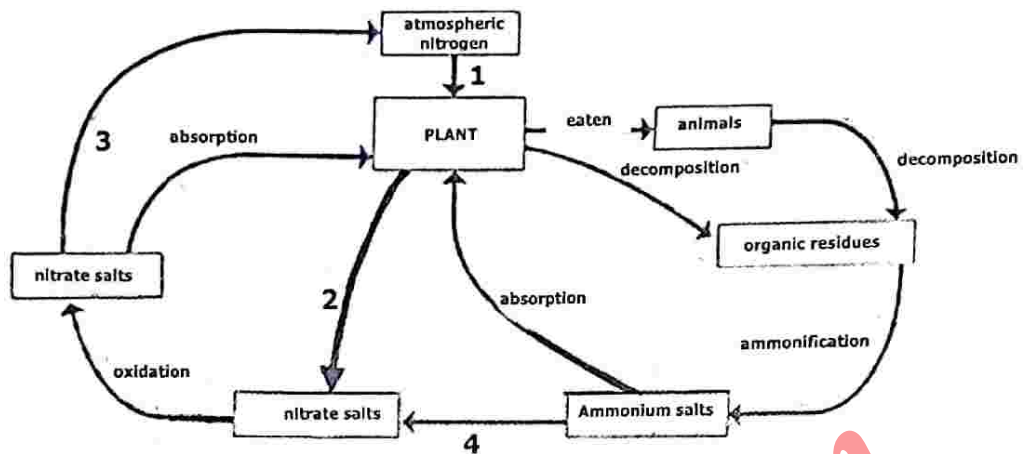 atmospheric
nitrogen
1
3
absorption
PLANT
eaten
animals
decomposition
decomposition
organic residues
nitrate salts
2
absorption
ammonification
oxidation
nitrate salts
Ammonium salts
4